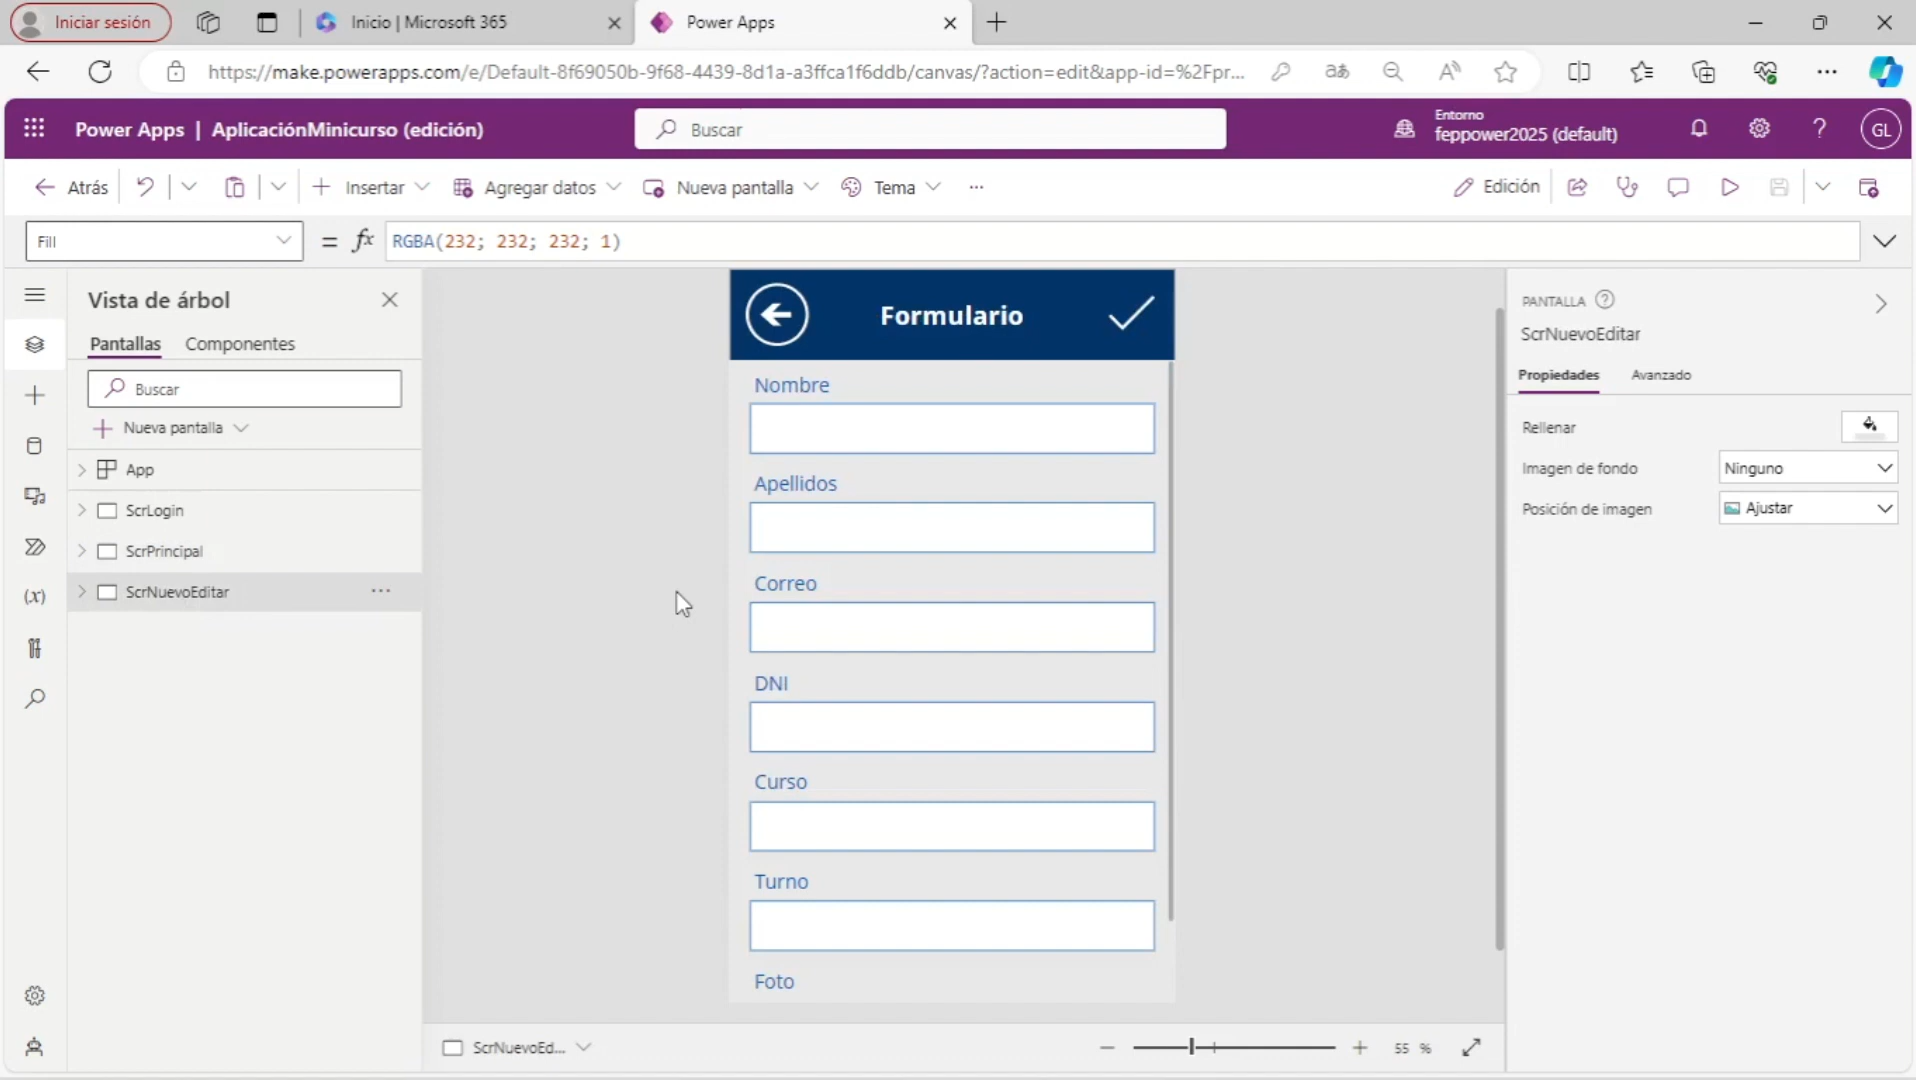 Iniciar sesión
Inicio | Microsoft 365
Power Apps
https://make.powerapps.com/e/Default-8f69050b-9f68-4439-8d1a-a3ffca1f6ddb/canvas/?action=edit&app-id=%2Fpr...
Power Apps | AplicaciónMinicurso (edición)
Buscar
Entorno
feppower2025 (default)
GL
Atrás
Insertar
Agregar datos
Nueva pantalla
Tema
Edición
Fill
= fx RGBA(232; 232; 232; 1)
Vista de árbol
Pantallas
Componentes
Buscar
Nueva pantalla
App
ScrLogin
ScrPrincipal
ScrNuevoEditar
Formulario
Nombre
Apellidos
Correo
DNI
Curso
Turno
Foto
PANTALLA
ScrNuevoEditar
Propiedades
Avanzado
Rellenar
Imagen de fondo
Ninguno
Posición de imagen
Ajustar
ScrNuevoEd...
55 %